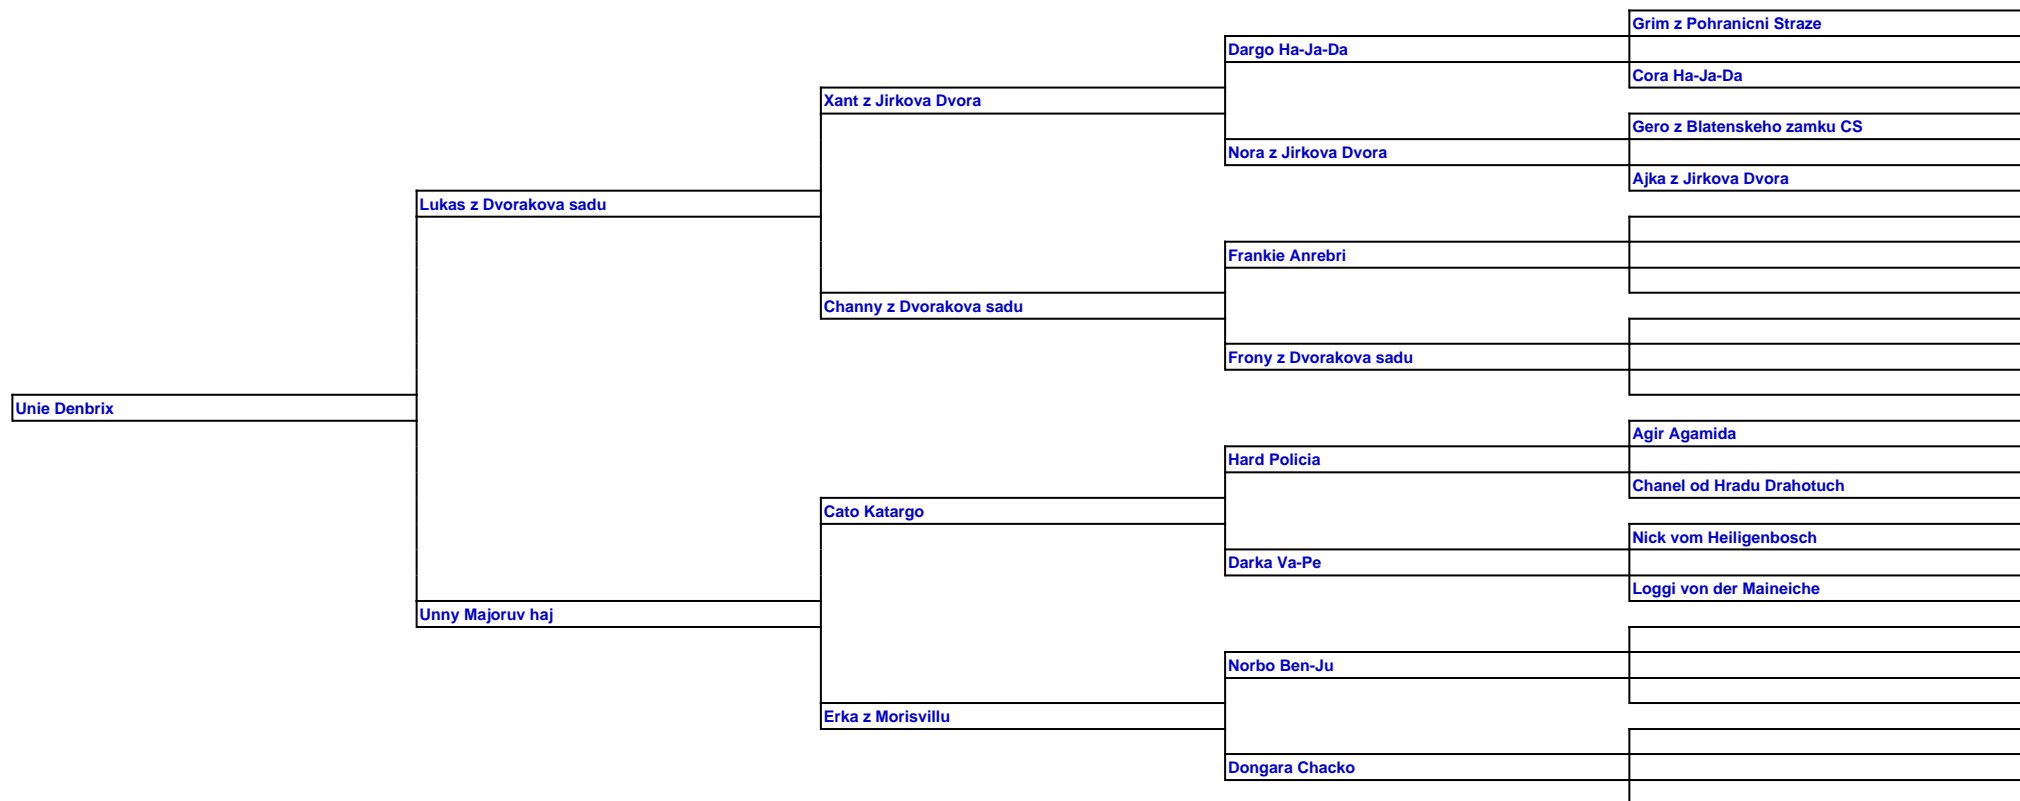 Grim z Pohranicni Straze
Dargo Ha-Ja-Da
Cora Ha-Ja-Da
Xant z Jirkova Dvora
Gero z Blatenskeho zamku CS
Nora z Jirkova Dvora
Ajka z Jirkova Dvora
Lukas z Dvorakova sadu
Frankie Anrebri
Channy z Dvorakova sadu
Frony z Dvorakova sadu
Unie Denbrix
Agir Agamida
Hard Policia
Chanel od Hradu Drahotuch
Cato Katargo
Nick vom Heiligenbosch
Darka Va-Pe
Loggi von der Maineiche
Unny Majoruv haj
Norbo Ben-Ju
Erka z Morisvillu
Dongara Chacko